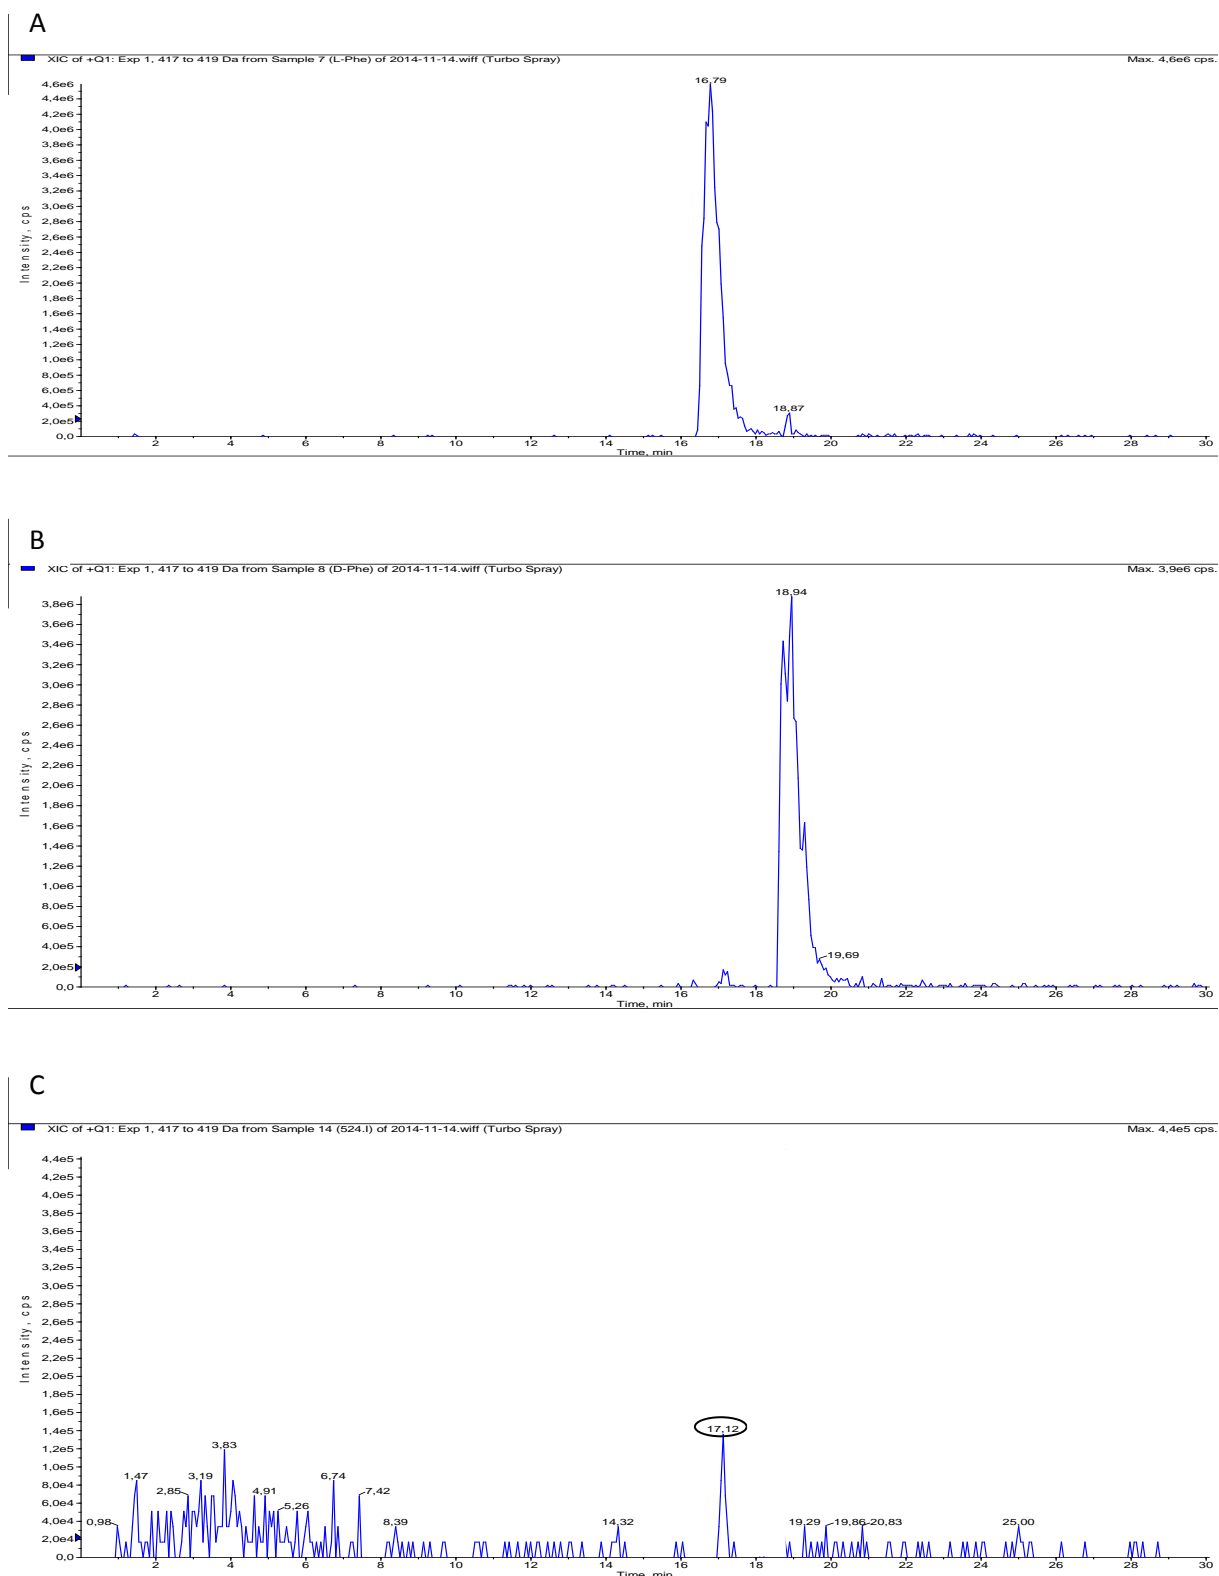 A
XIC of +Q1: Exp 1, 417 to 419 Da from Sample 7 (L-Phe) of 2014-11-14.wiff (Turbo Spray) Max. 4,6e6 cps.
16,79
4,6e6
4,4e6
4,2e6
4,0e6
3,8e6
3,6e6
3,4e6
3,2e6
3,0e6
2,8e6
2,6e6
2,4e6
2,2e6
2,0e6
1,8e6
1,6e6
1,4e6
1,2e6
1,0e6
8,0e5
6,0e5
4,0e5
2,0e5
0,0
Intensity, cps
18,87
2 4 6 8 10 12 14 16 18 20 22 24 26 28 30
Time, min
B
XIC of +Q1: Exp 1, 417 to 419 Da from Sample 8 (D-Phe) of 2014-11-14.wiff (Turbo Spray) Max. 3,9e6 cps.
18,94
3,8e6
3,6e6
3,4e6
3,2e6
3,0e6
2,8e6
2,6e6
2,4e6
2,2e6
2,0e6
1,8e6
1,6e6
1,4e6
1,2e6
1,0e6
8,0e5
6,0e5
4,0e5
2,0e5
0,0
Intensity, cps
19,69
2 4 6 8 10 12 14 16 18 20 22 24 26 28 30
Time, min
C
XIC of +Q1: Exp 1, 417 to 419 Da from Sample 14 (524.I) of 2014-11-14.wiff (Turbo Spray) Max. 4,4e5 cps.
4,4e5
4,2e5
4,0e5
3,8e5
3,6e5
3,4e5
3,2e5
3,0e5
2,8e5
2,6e5
2,4e5
2,2e5
2,0e5
1,8e5
1,6e5
1,4e5
1,2e5
1,0e5
8,0e4
6,0e4
4,0e4
2,0e4
0,0
Intensity, cps
17,12
3,83
1,47 3,19 6,74
2,85 4,91 7,42
5,26
0,98 8,39 14,32 19,29 19,86 20,83 25,00
2 4 6 8 10 12 14 16 18 20 22 24 26 28 30
Time, min